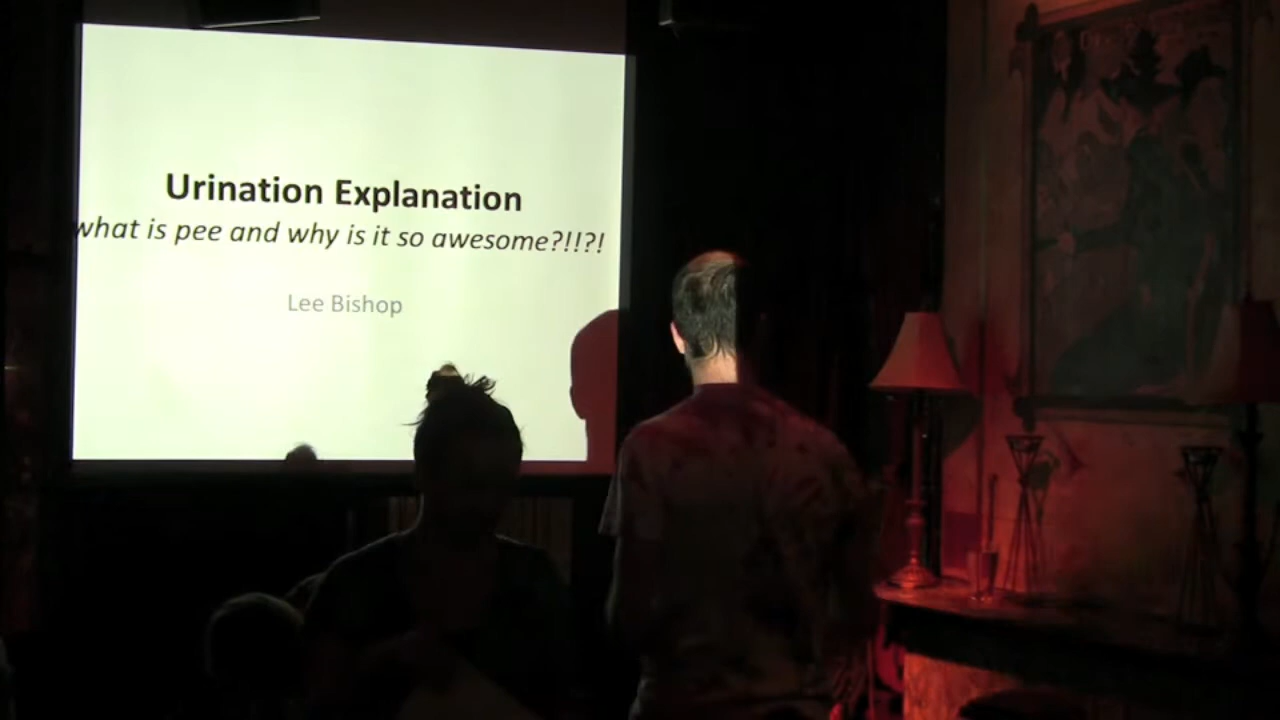 Urination Explanation
what is pee and why is it so awesome?!!?!
Lee Bishop